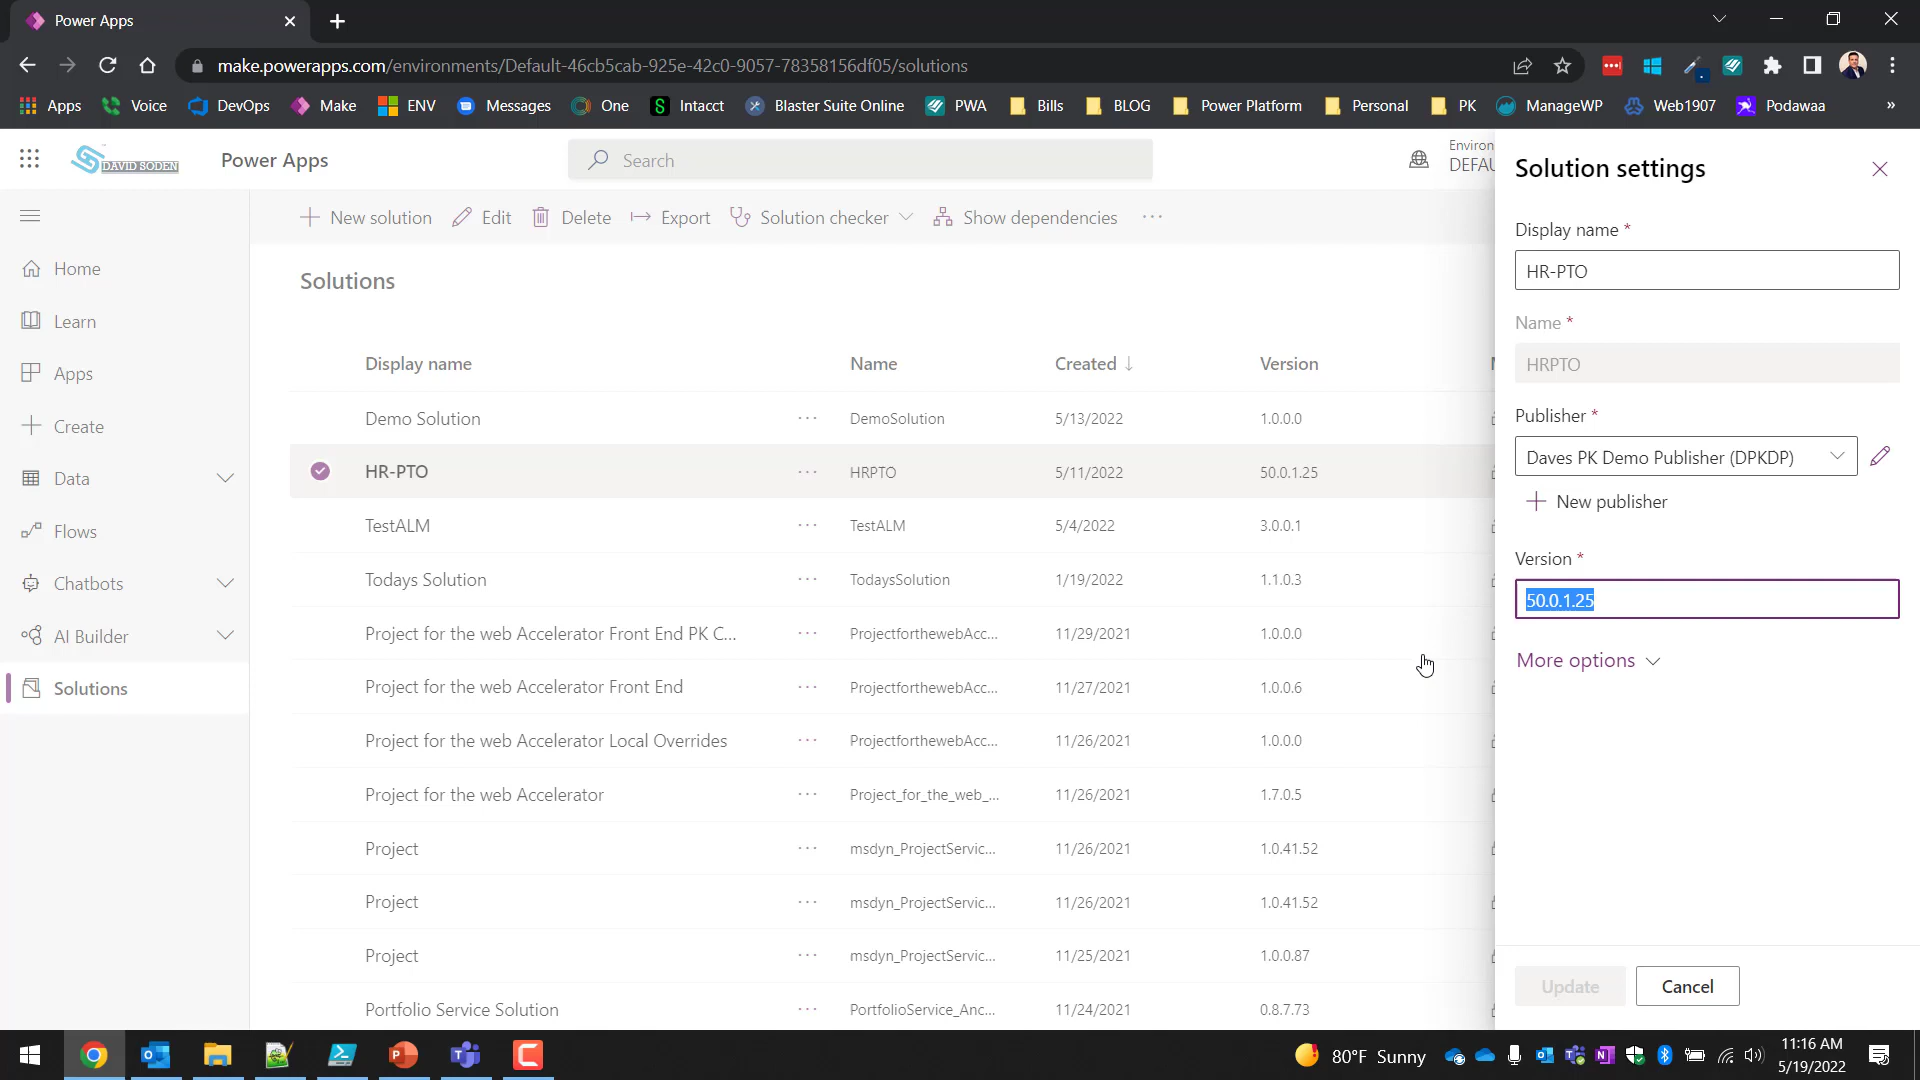 Power Apps
make.powerapps.com/environments/Default-46cb5cab-925e-42c0-9057-78358156df05/solutions
Apps Voice DevOps Make ENV Messages One Intacct Blaster Suite Online PWA Bills BLOG Power Platform Personal PK ManageWP Web1907 Podawaa »
DAVID SODEN Power Apps Search
Environ
DEFAU
New solution Edit Delete Export Solution checker Show dependencies ...
Home
Learn
Apps
Create
Data
Flows
Chatbots
AI Builder
Solutions
Solutions
Display name Name Created ↓ Version
Demo Solution ... DemoSolution 5/13/2022 1.0.0.0
HR-PTO ... HRPTO 5/11/2022 50.0.1.25
TestALM ... TestALM 5/4/2022 3.0.0.1
Todays Solution ... TodaysSolution 1/19/2022 1.1.0.3
Project for the web Accelerator Front End PK C... ... ProjectforthewebAcc... 11/29/2021 1.0.0.0
Project for the web Accelerator Front End ... ProjectforthewebAcc... 11/27/2021 1.0.0.6
Project for the web Accelerator Local Overrides ... ProjectforthewebAcc... 11/26/2021 1.0.0.0
Project for the web Accelerator ... Project_for_the_web_... 11/26/2021 1.7.0.5
Project ... msdyn_ProjectServic... 11/26/2021 1.0.41.52
Project ... msdyn_ProjectServic... 11/26/2021 1.0.41.52
Project ... msdyn_ProjectServic... 11/25/2021 1.0.0.87
Portfolio Service Solution ... PortfolioService_Anc... 11/24/2021 0.8.7.73
Solution settings
Display name *
HR-PTO
Name *
HRPTO
Publisher *
Daves PK Demo Publisher (DPKDP)
New publisher
Version *
50.0.1.25
More options
Update Cancel
80°F Sunny
11:16 AM
5/19/2022